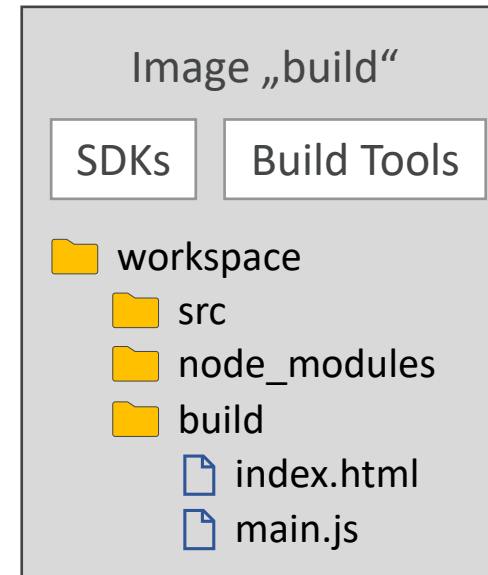 Image „build“
SDKs
Build Tools
workspace
src
node_modules
build
index.html
main.js